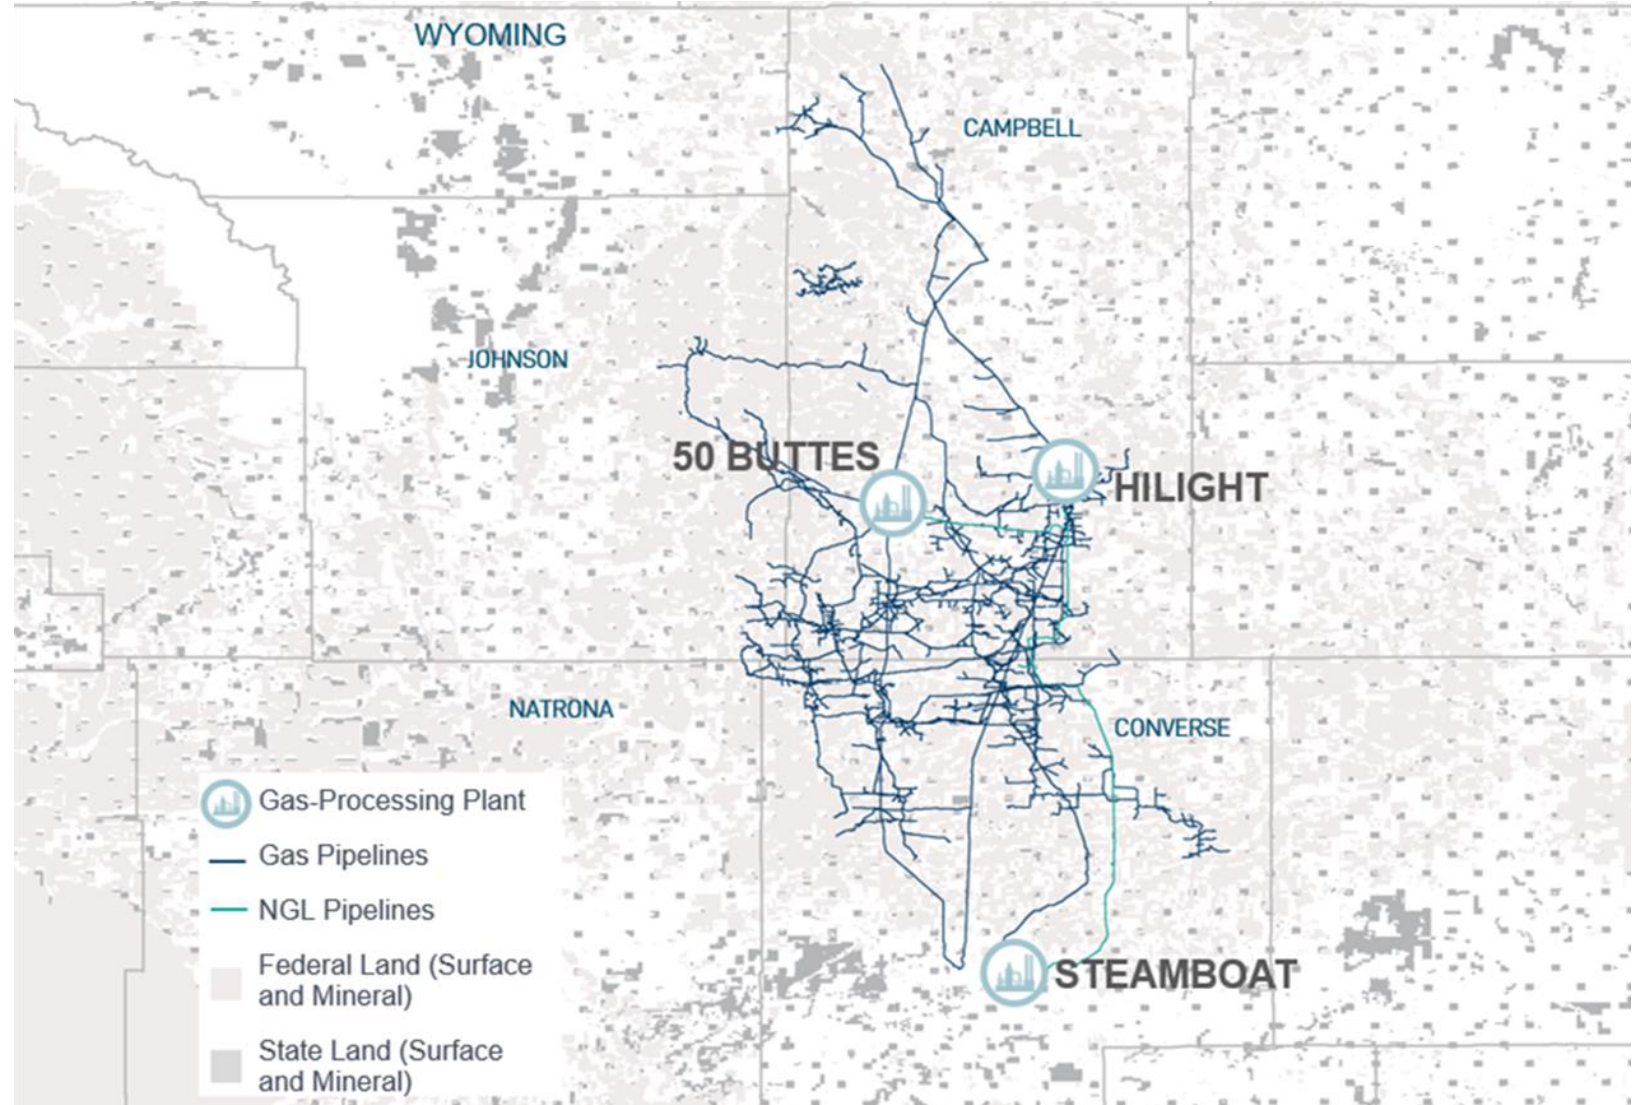 WYOMING
CAMPBELL
JOHNSON
50 BUTTES
HILIGHT
NATRONA
CONVERSE
Gas-Processing Plant
Gas Pipelines
NGL Pipelines
Federal Land (Surface
and Mineral)
STEAMBOAT
State Land (Surface
and Mineral)